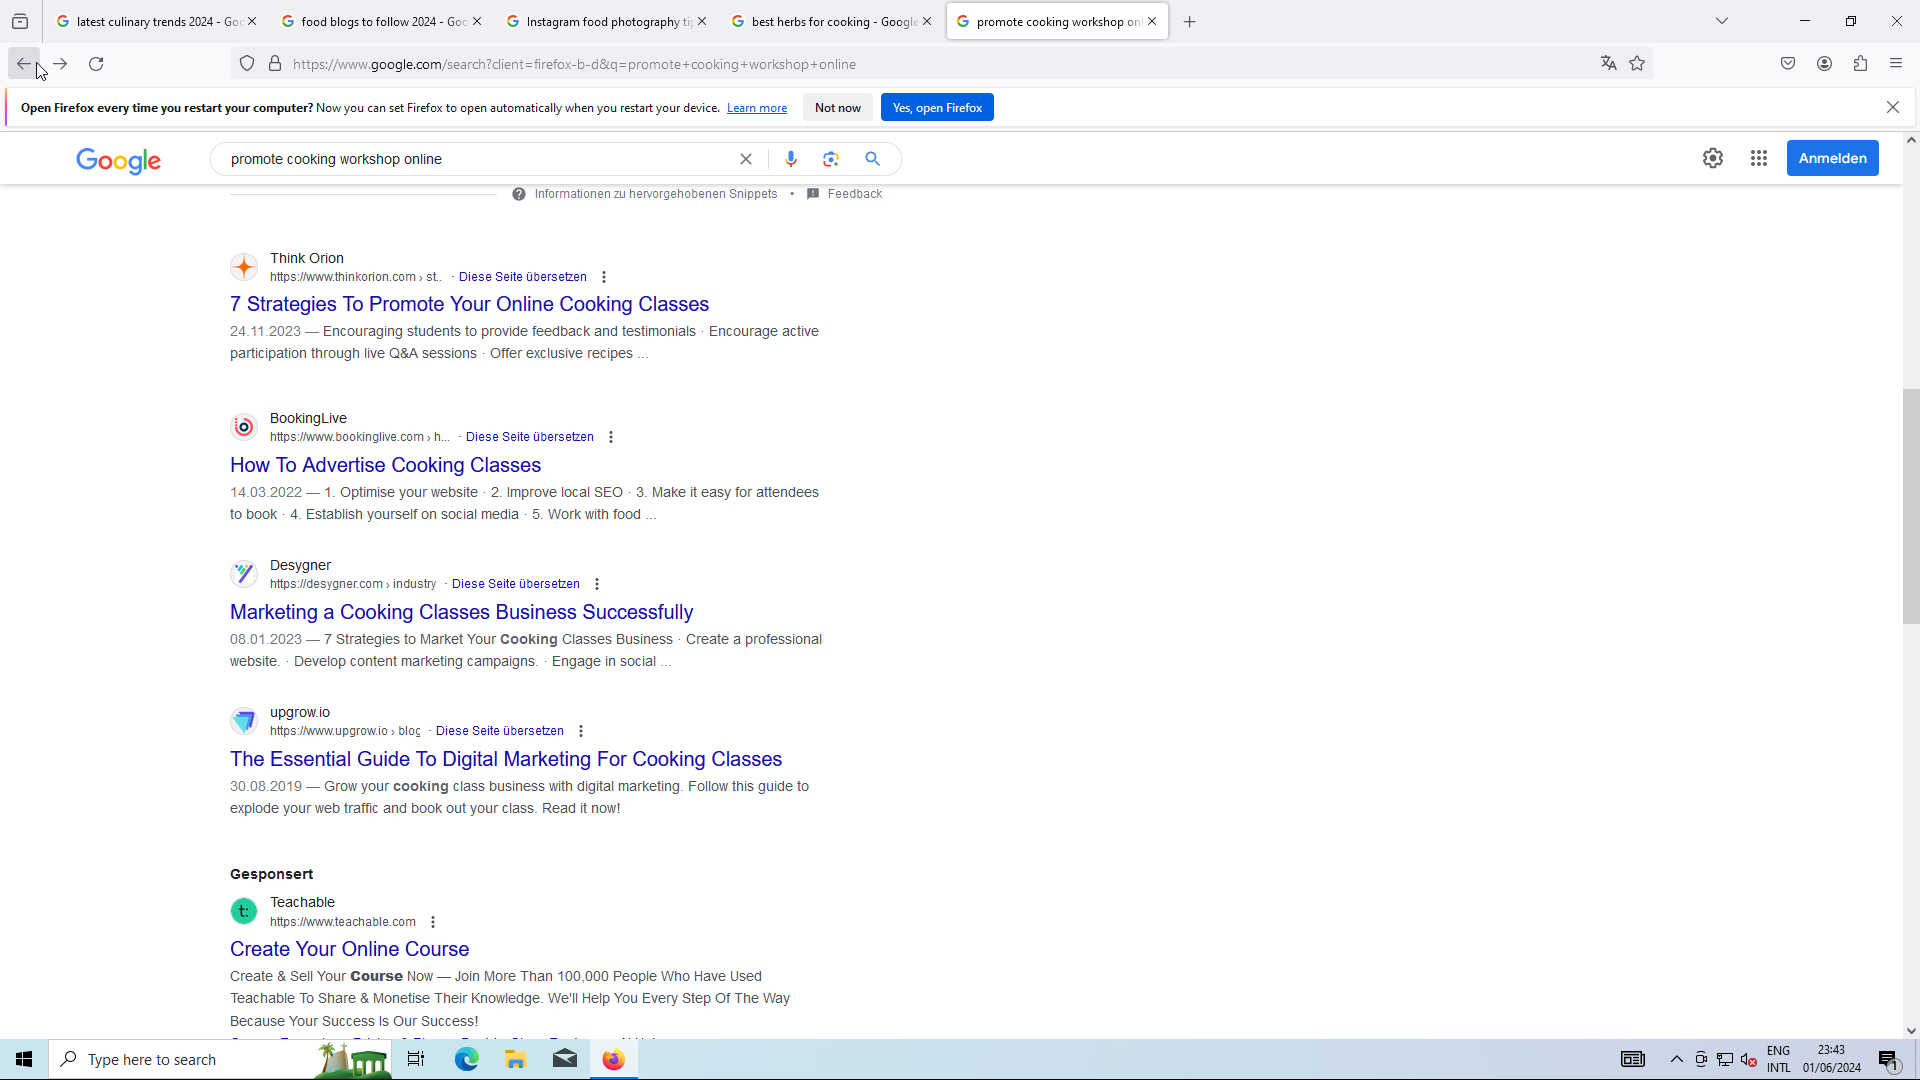 latest culinary trends 2024 - Goo
food blogs to follow 2024 - Goo
Instagram food photography tip
best herbs for cooking - Google
promote cooking workshop onl
https://www.google.com/search?client=firefox-b-d&q=promote+cooking+workshop+online
Open Firefox every time you restart your computer? Now you can set Firefox to open automatically when you restart your device. Learn more
Not now
Yes, open Firefox
Google
promote cooking workshop online
Anmelden
Informationen zu hervorgehobenen Snippets • Feedback
Think Orion
https://www.thinkorion.com › st.. · Diese Seite übersetzen
7 Strategies To Promote Your Online Cooking Classes
24.11.2023 — Encouraging students to provide feedback and testimonials · Encourage active
participation through live Q&A sessions · Offer exclusive recipes ...
BookingLive
https://www.bookinglive.com › h... · Diese Seite übersetzen
How To Advertise Cooking Classes
14.03.2022 — 1. Optimise your website · 2. Improve local SEO · 3. Make it easy for attendees
to book · 4. Establish yourself on social media · 5. Work with food ...
Desygner
https://desygner.com › industry · Diese Seite übersetzen
Marketing a Cooking Classes Business Successfully
08.01.2023 — 7 Strategies to Market Your Cooking Classes Business · Create a professional
website. · Develop content marketing campaigns. · Engage in social ...
upgrow.io
https://www.upgrow.io › blog · Diese Seite übersetzen
The Essential Guide To Digital Marketing For Cooking Classes
30.08.2019 — Grow your cooking class business with digital marketing. Follow this guide to
explode your web traffic and book out your class. Read it now!
Gesponsert
t:
Teachable
https://www.teachable.com
Create Your Online Course
Create & Sell Your Course Now — Join More Than 100,000 People Who Have Used
Teachable To Share & Monetise Their Knowledge. We'll Help You Every Step Of The Way
Because Your Success Is Our Success!
Type here to search
ENG
INTL
23:43
01/06/2024
1